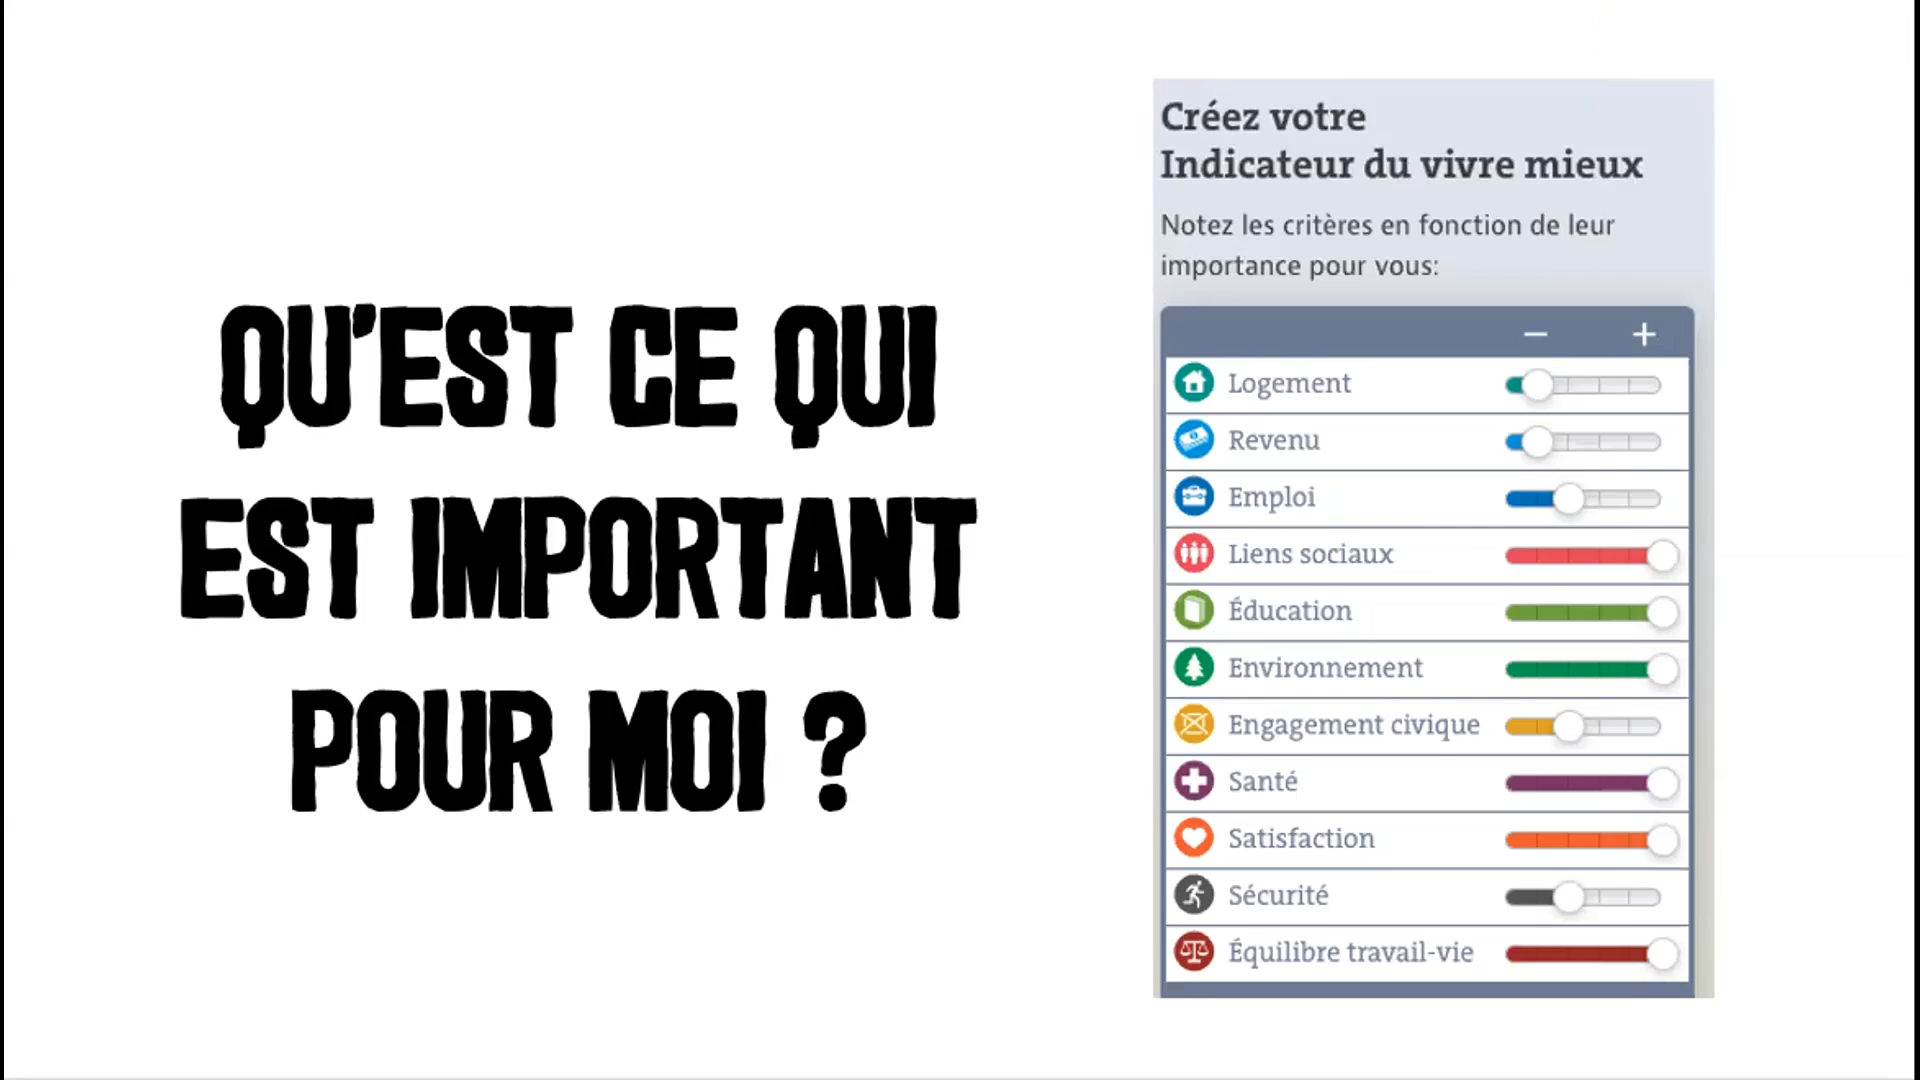 QU'EST CE QUI
EST IMPORTANT
POUR MOI ?
Créez votre
Indicateur du vivre mieux
Notez les critères en fonction de leur
importance pour vous:
− +
Logement
Revenu
Emploi
Liens sociaux
Éducation
Environnement
Engagement civique
Santé
Satisfaction
Sécurité
Équilibre travail-vie